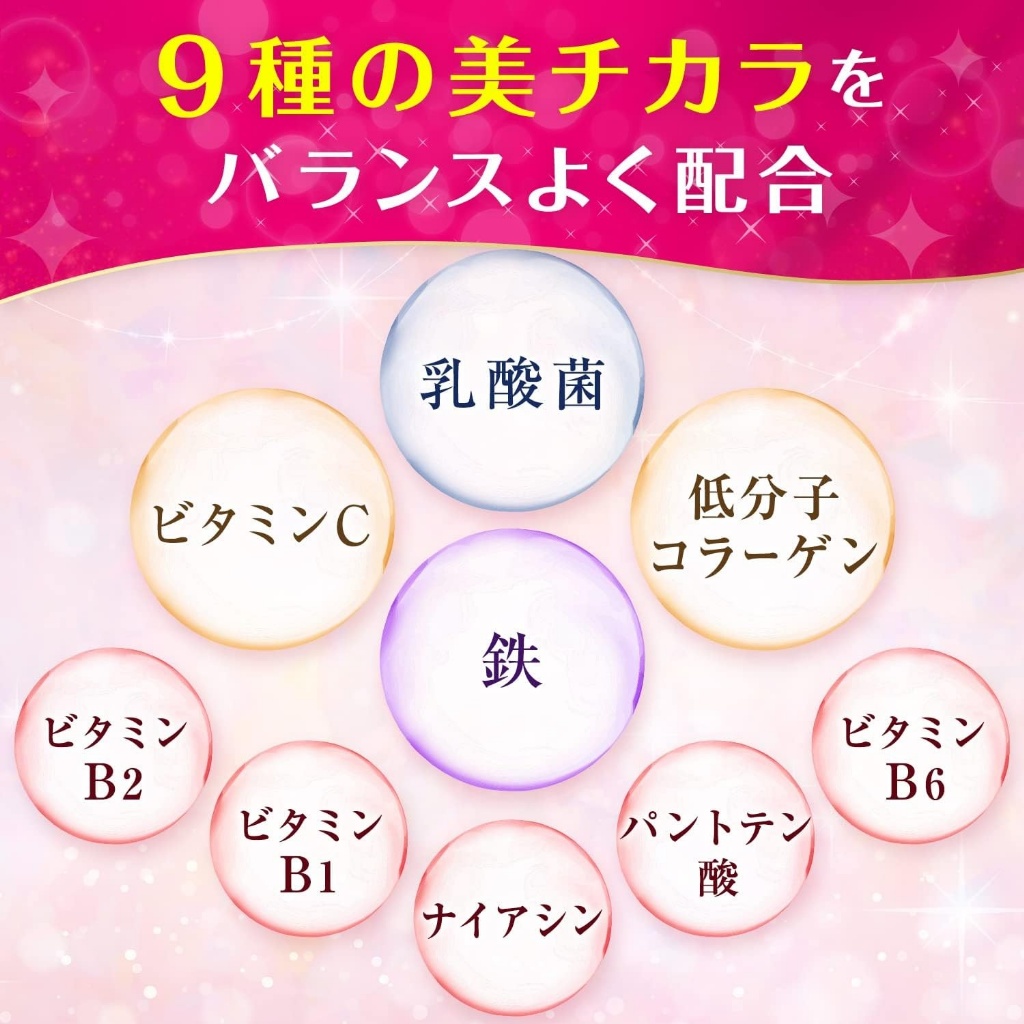 9種の美チカラを
バランスよく配合
乳酸菌
ビタミンC
低分子
コラーゲン
鉄
ビタミン
B2
ビタミン
B1
ナイアシン
パントテン
酸
ビタミン
B6